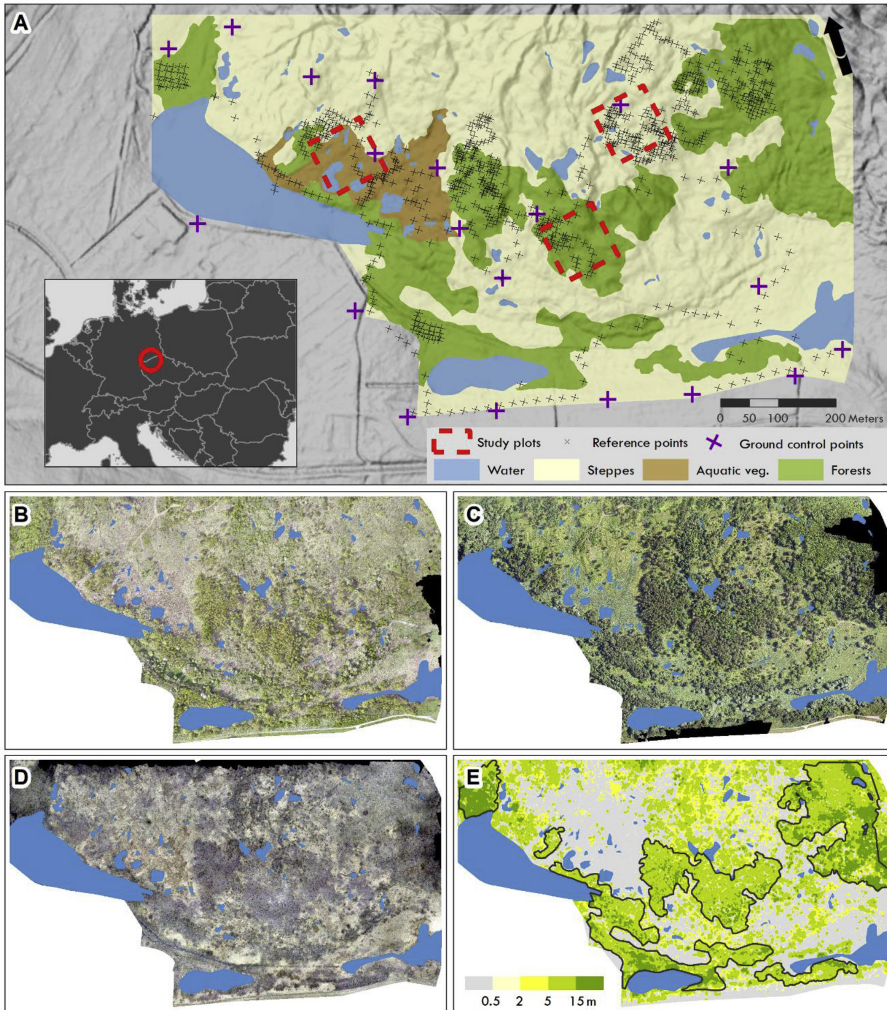 A
0 50 100 200 Meters
Study plots Reference points Ground control points
Water Steppes Aquatic veg. Forests
B
C
D
E
0.5 2 5 15 m